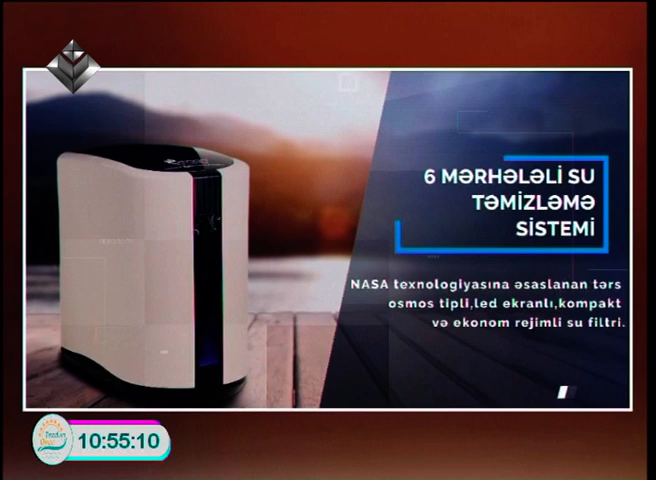 6 MƏRHƏLƏLİ SU
TƏMİZLƏMƏ
SİSTEMİ
NASA texnologiyasına əsaslanan tərs
osmos tipli,led ekranlı,kompakt
və ekonom rejimli su filtri.
10:55:10